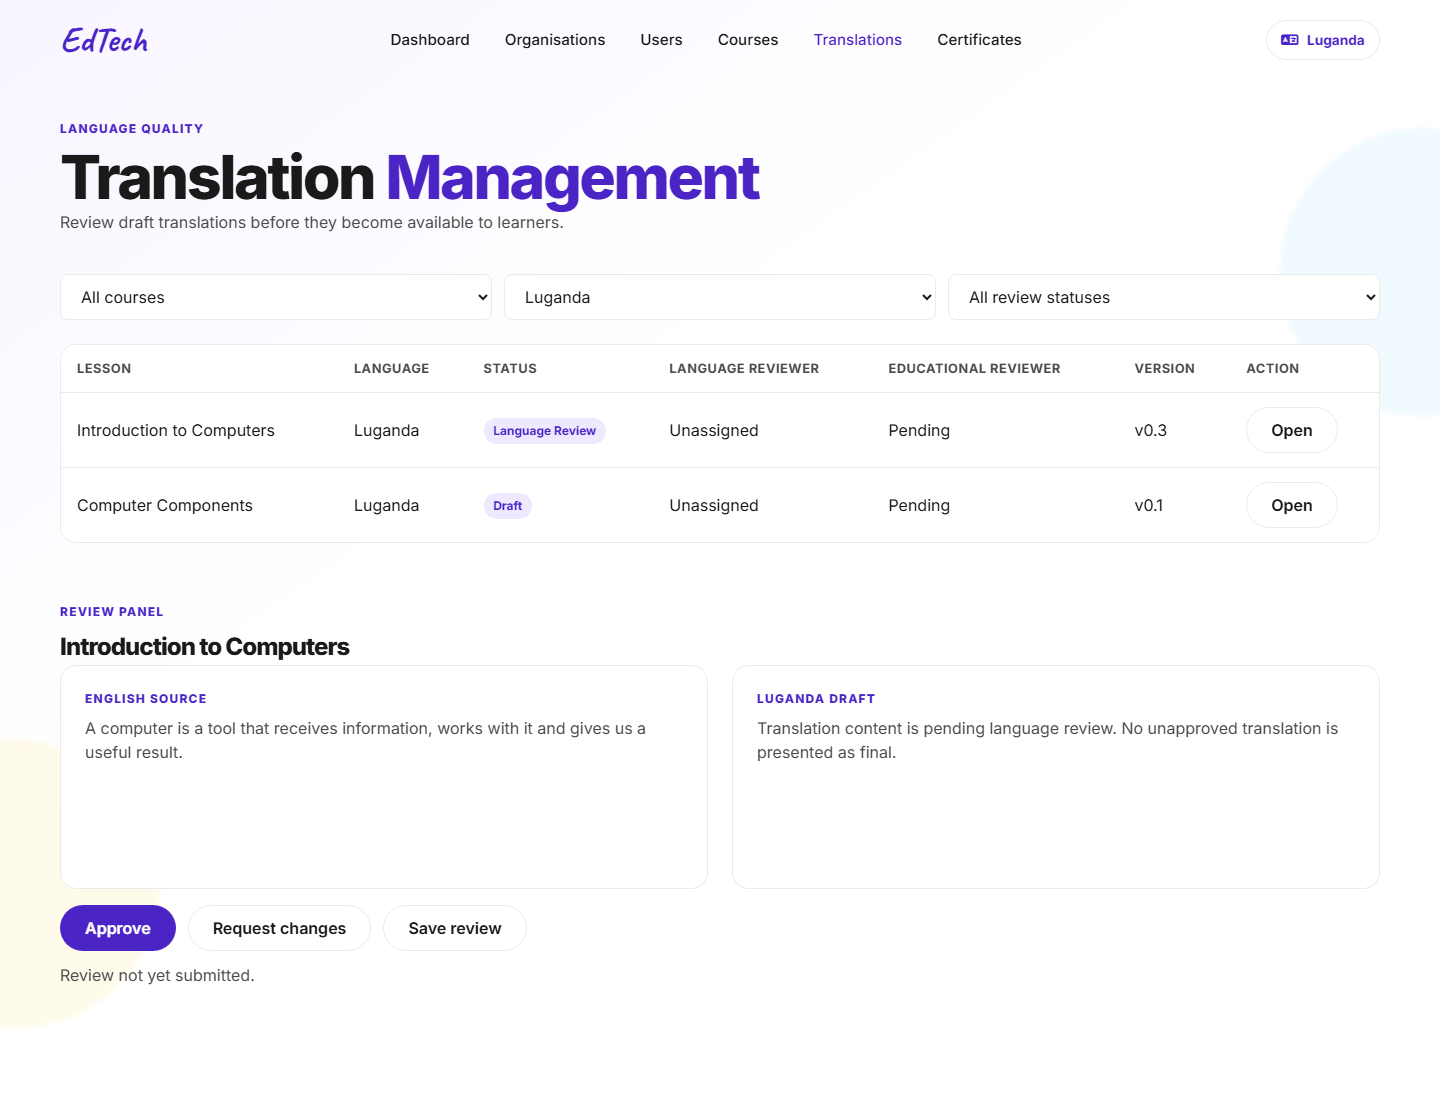 EdTech
Dashboard
Organisations
Users
Courses
Translations
Certificates
Luganda
LANGUAGE QUALITY
Translation Management
Review draft translations before they become available to learners.
All courses
Luganda
All review statuses
LESSON LANGUAGE STATUS LANGUAGE REVIEWER EDUCATIONAL REVIEWER VERSION ACTION
Introduction to Computers Luganda Language Review Unassigned Pending v0.3 Open
Computer Components Luganda Draft Unassigned Pending v0.1 Open
REVIEW PANEL
Introduction to Computers
ENGLISH SOURCE
A computer is a tool that receives information, works with it and gives us a
useful result.
LUGANDA DRAFT
Translation content is pending language review. No unapproved translation is
presented as final.
Approve
Request changes
Save review
Review not yet submitted.